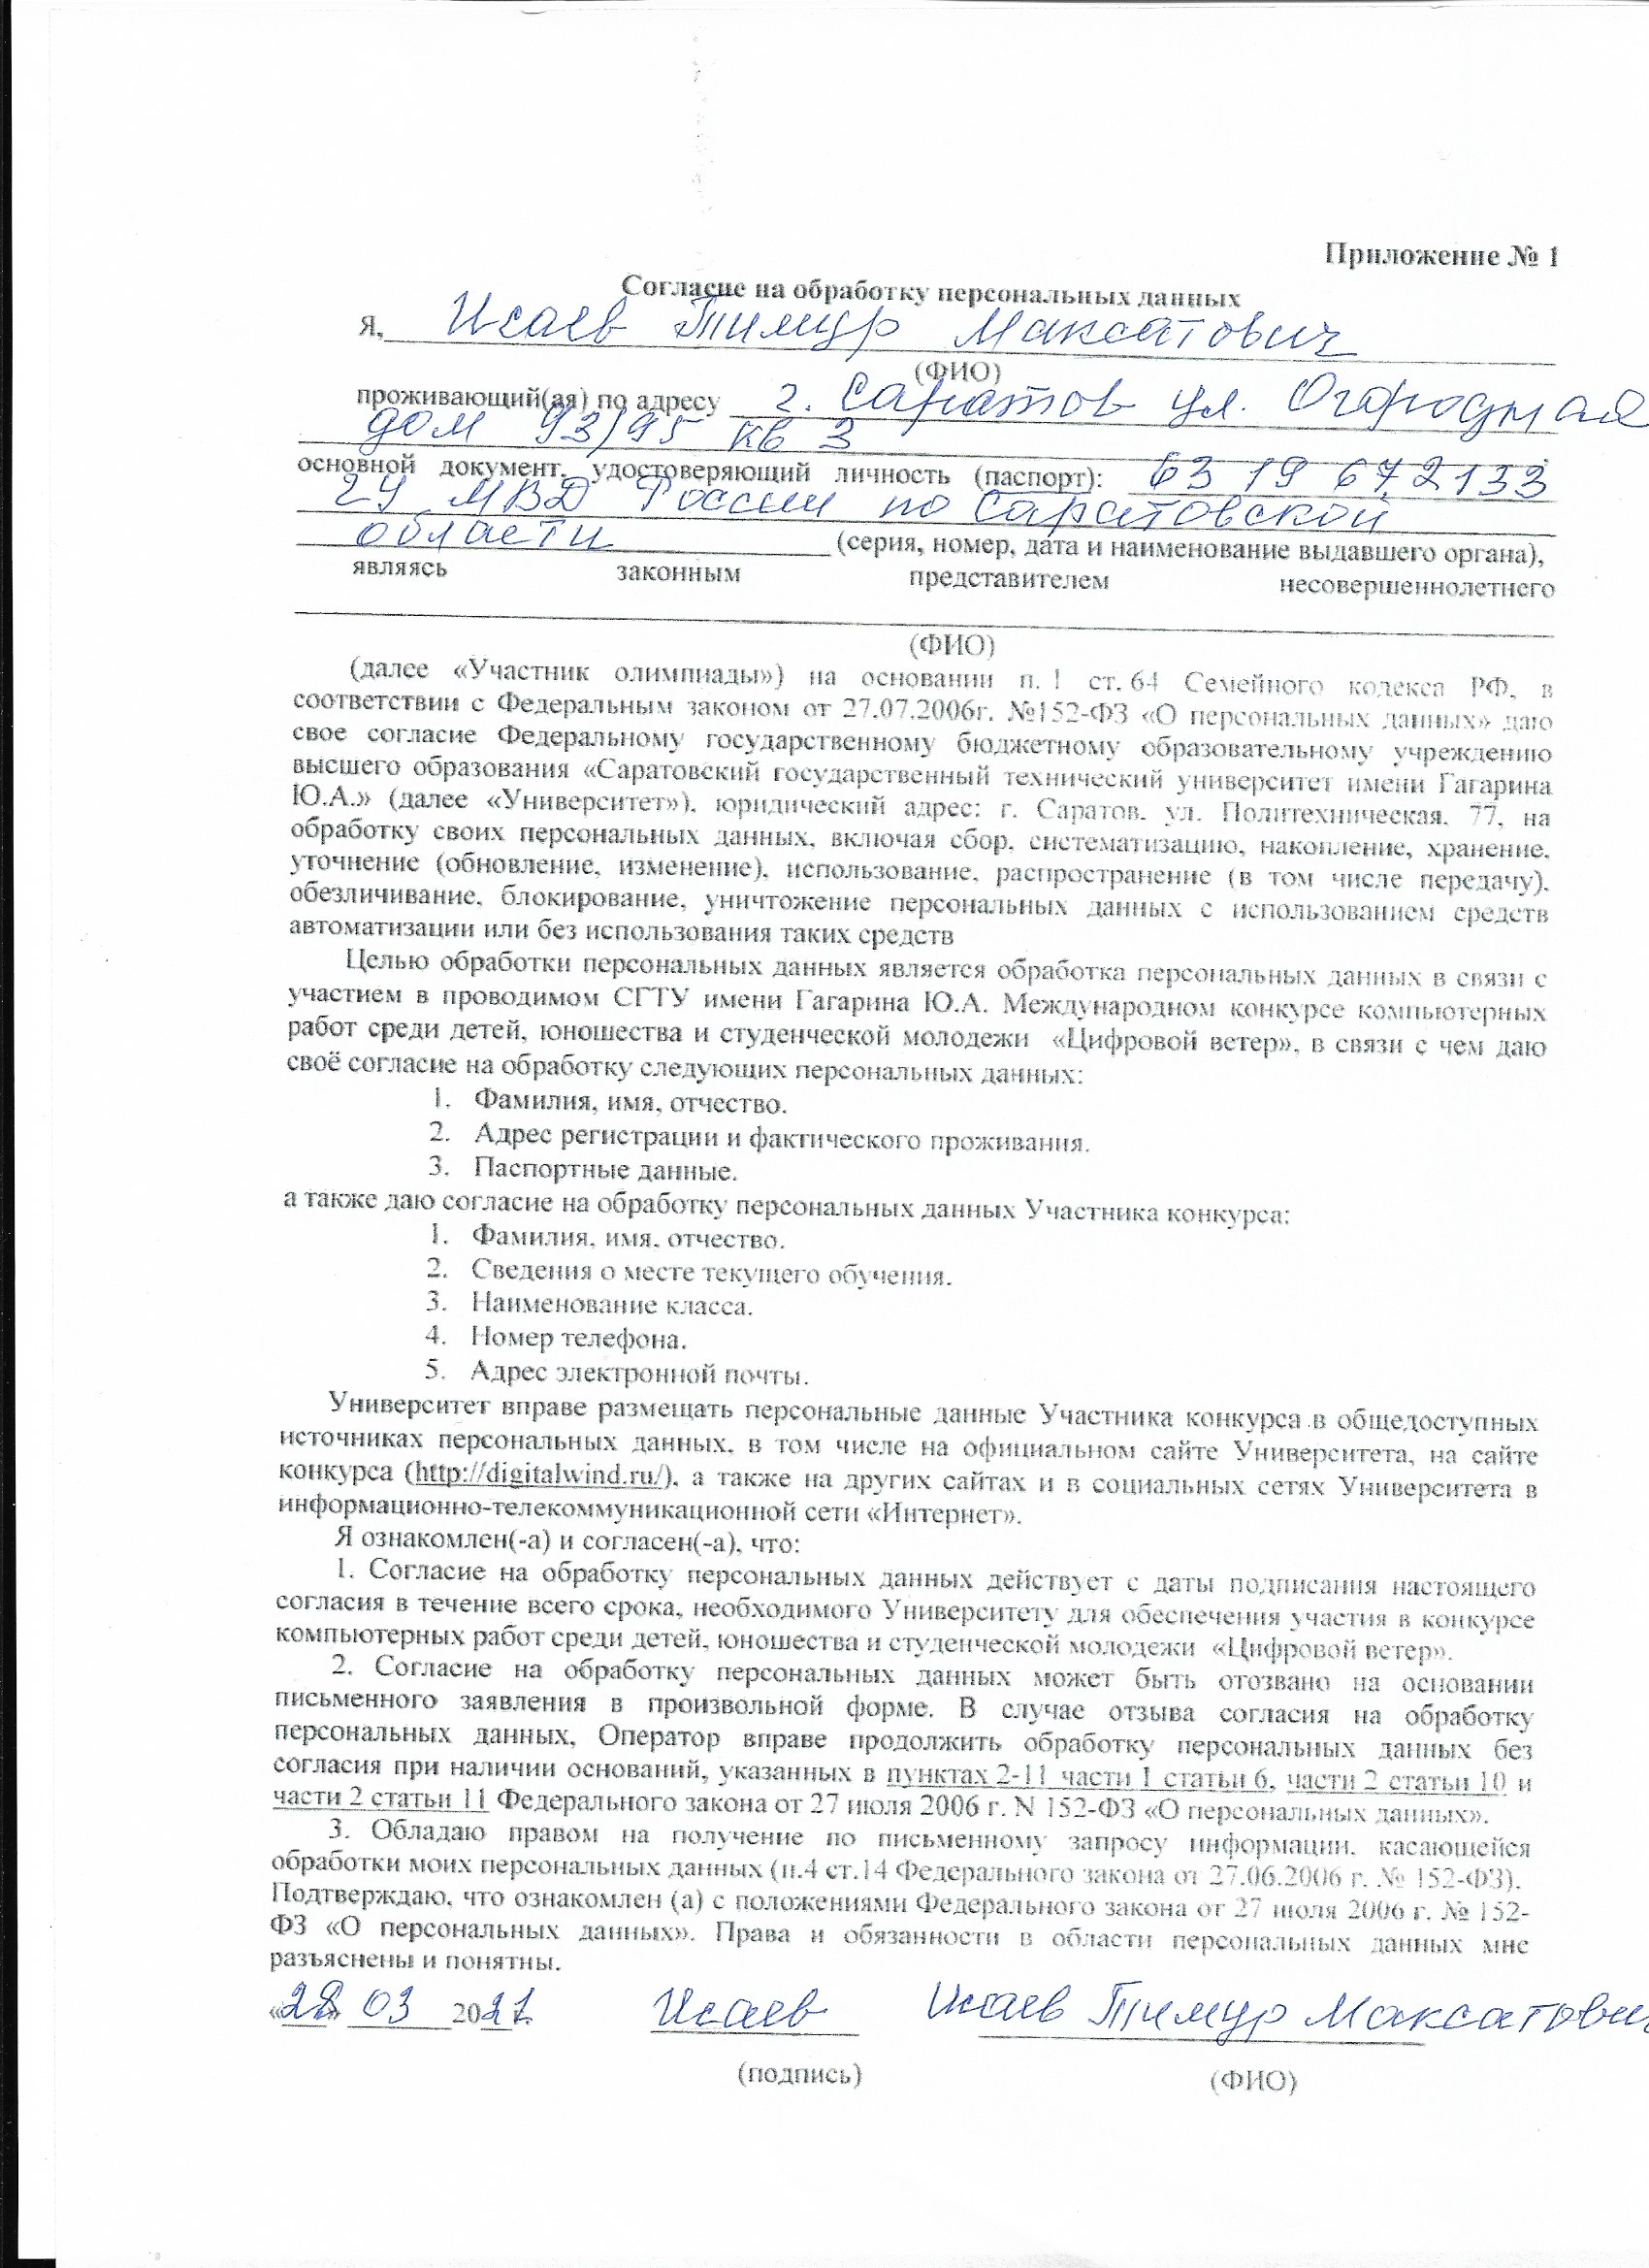 Приложение № 1
Согласие на обработку персональных данных
Я, Исаев Тимур Максатович
(ФИО)
проживающий(ая) по адресу г. Саратов ул. Огородная
дом 93/95 кв 3
основной документ, удостоверяющий личность (паспорт): 63 19 672133
МВД России по Саратовской
области (серия, номер, дата и наименование выдавшего органа),
являясь законным представителем несовершеннолетнего
(ФИО)
(далее «Участник олимпиады») на основании п. 1 ст. 64 Семейного кодекса РФ, в
соответствии с Федеральным законом от 27.07.2006г. №152-ФЗ «О персональных данных» даю
свое согласие Федеральному государственному бюджетному образовательному учреждению
высшего образования «Саратовский государственный технический университет имени Гагарина
Ю.А.» (далее «Университет»), юридический адрес: г. Саратов, ул. Политехническая, 77, на
обработку своих персональных данных, включая сбор, систематизацию, накопление, хранение,
уточнение (обновление, изменение), использование, распространение (в том числе передачу),
обезличивание, блокирование, уничтожение персональных данных с использованием средств
автоматизации или без использования таких средств
Целью обработки персональных данных является обработка персональных данных в связи с
участием в проводимом СГТУ имени Гагарина Ю.А. Международном конкурсе компьютерных
работ среди детей, юношества и студенческой молодежи «Цифровой ветер», в связи с чем даю
своё согласие на обработку следующих персональных данных:
1. Фамилия, имя, отчество.
2. Адрес регистрации и фактического проживания.
3. Паспортные данные.
а также даю согласие на обработку персональных данных Участника конкурса:
1. Фамилия, имя, отчество.
2. Сведения о месте текущего обучения.
3. Наименование класса.
4. Номер телефона.
5. Адрес электронной почты.
Университет вправе размещать персональные данные Участника конкурса в общедоступных
источниках персональных данных, в том числе на официальном сайте Университета, на сайте
конкурса (http://digitalwind.ru/), а также на других сайтах и в социальных сетях Университета в
информационно-телекоммуникационной сети «Интернет».
Я ознакомлен(-а) и согласен(-а), что:
1. Согласие на обработку персональных данных действует с даты подписания настоящего
согласия в течение всего срока, необходимого Университету для обеспечения участия в конкурсе
компьютерных работ среди детей, юношества и студенческой молодежи «Цифровой ветер».
2. Согласие на обработку персональных данных может быть отозвано на основании
письменного заявления в произвольной форме. В случае отзыва согласия на обработку
персональных данных, Оператор вправе продолжить обработку персональных данных без
согласия при наличии оснований, указанных в пунктах 2-11 части 1 статьи 6, части 2 статьи 10 и
части 2 статьи 11 Федерального закона от 27 июля 2006 г. N 152-ФЗ «О персональных данных».
3. Обладаю правом на получение по письменному запросу информации, касающейся
обработки моих персональных данных (п.4 ст.14 Федерального закона от 27.06.2006 г. № 152-ФЗ).
Подтверждаю, что ознакомлен (а) с положениями Федерального закона от 27 июля 2006 г. № 152-
ФЗ «О персональных данных». Права и обязанности в области персональных данных мне
разъяснены и понятны.
«28» 03 2021. Исаев Исаев Тимур Максатович
(подпись) (ФИО)